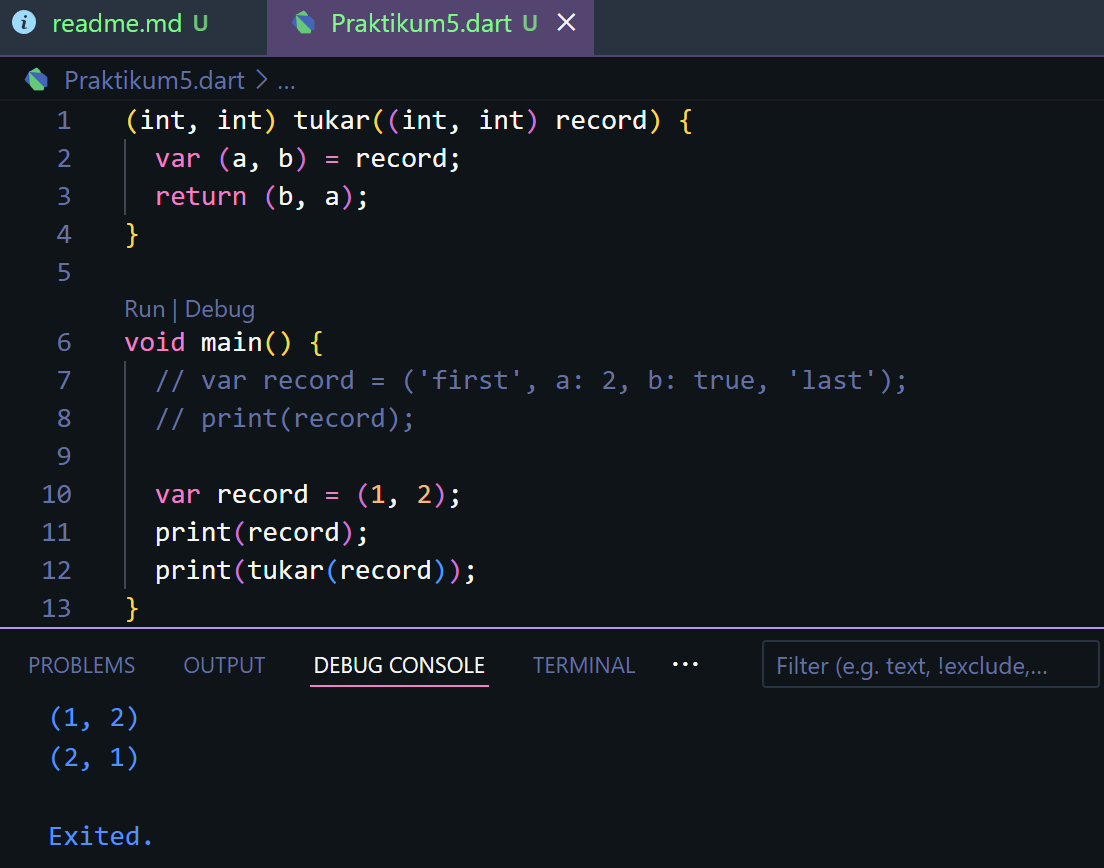 readme.md U Praktikum5.dart U
Praktikum5.dart > ...
1 (int, int) tukar((int, int) record) {
2 var (a, b) = record;
3 return (b, a);
4 }
5
Run | Debug
6 void main() {
7 // var record = ('first', a: 2, b: true, 'last');
8 // print(record);
9
10 var record = (1, 2);
11 print(record);
12 print(tukar(record));
13 }
PROBLEMS OUTPUT DEBUG CONSOLE TERMINAL ... Filter (e.g. text, !exclude,...
(1, 2)
(2, 1)
Exited.